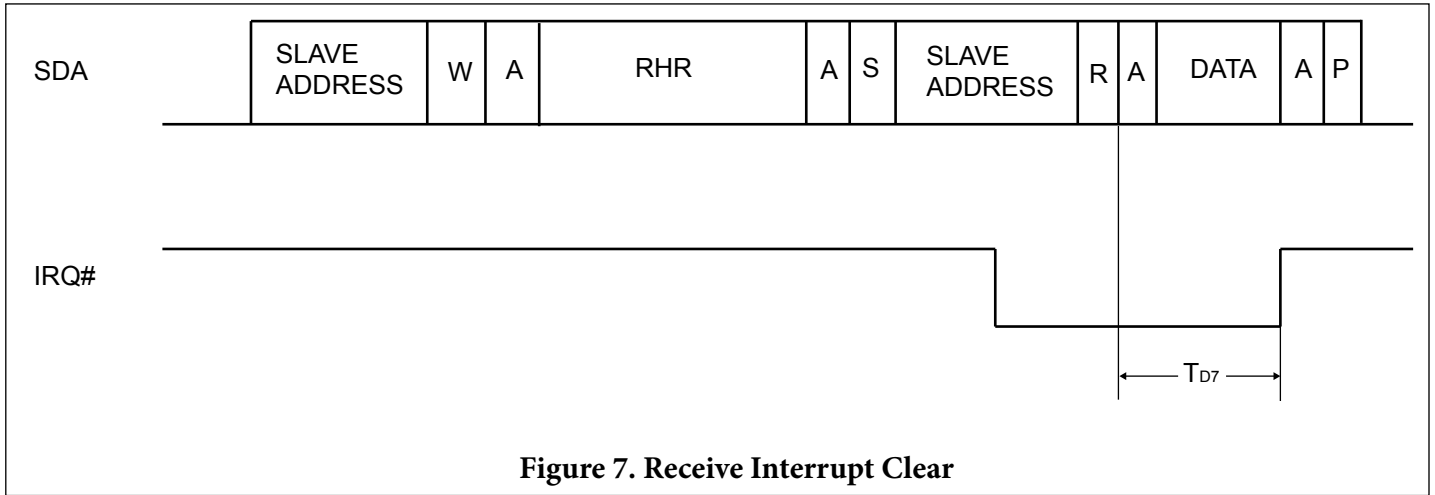 SDA
SLAVE
ADDRESS
W
A
RHR
A
S
SLAVE
ADDRESS
R
A
DATA
A
P
IRQ#
TD7
Figure 7. Receive Interrupt Clear